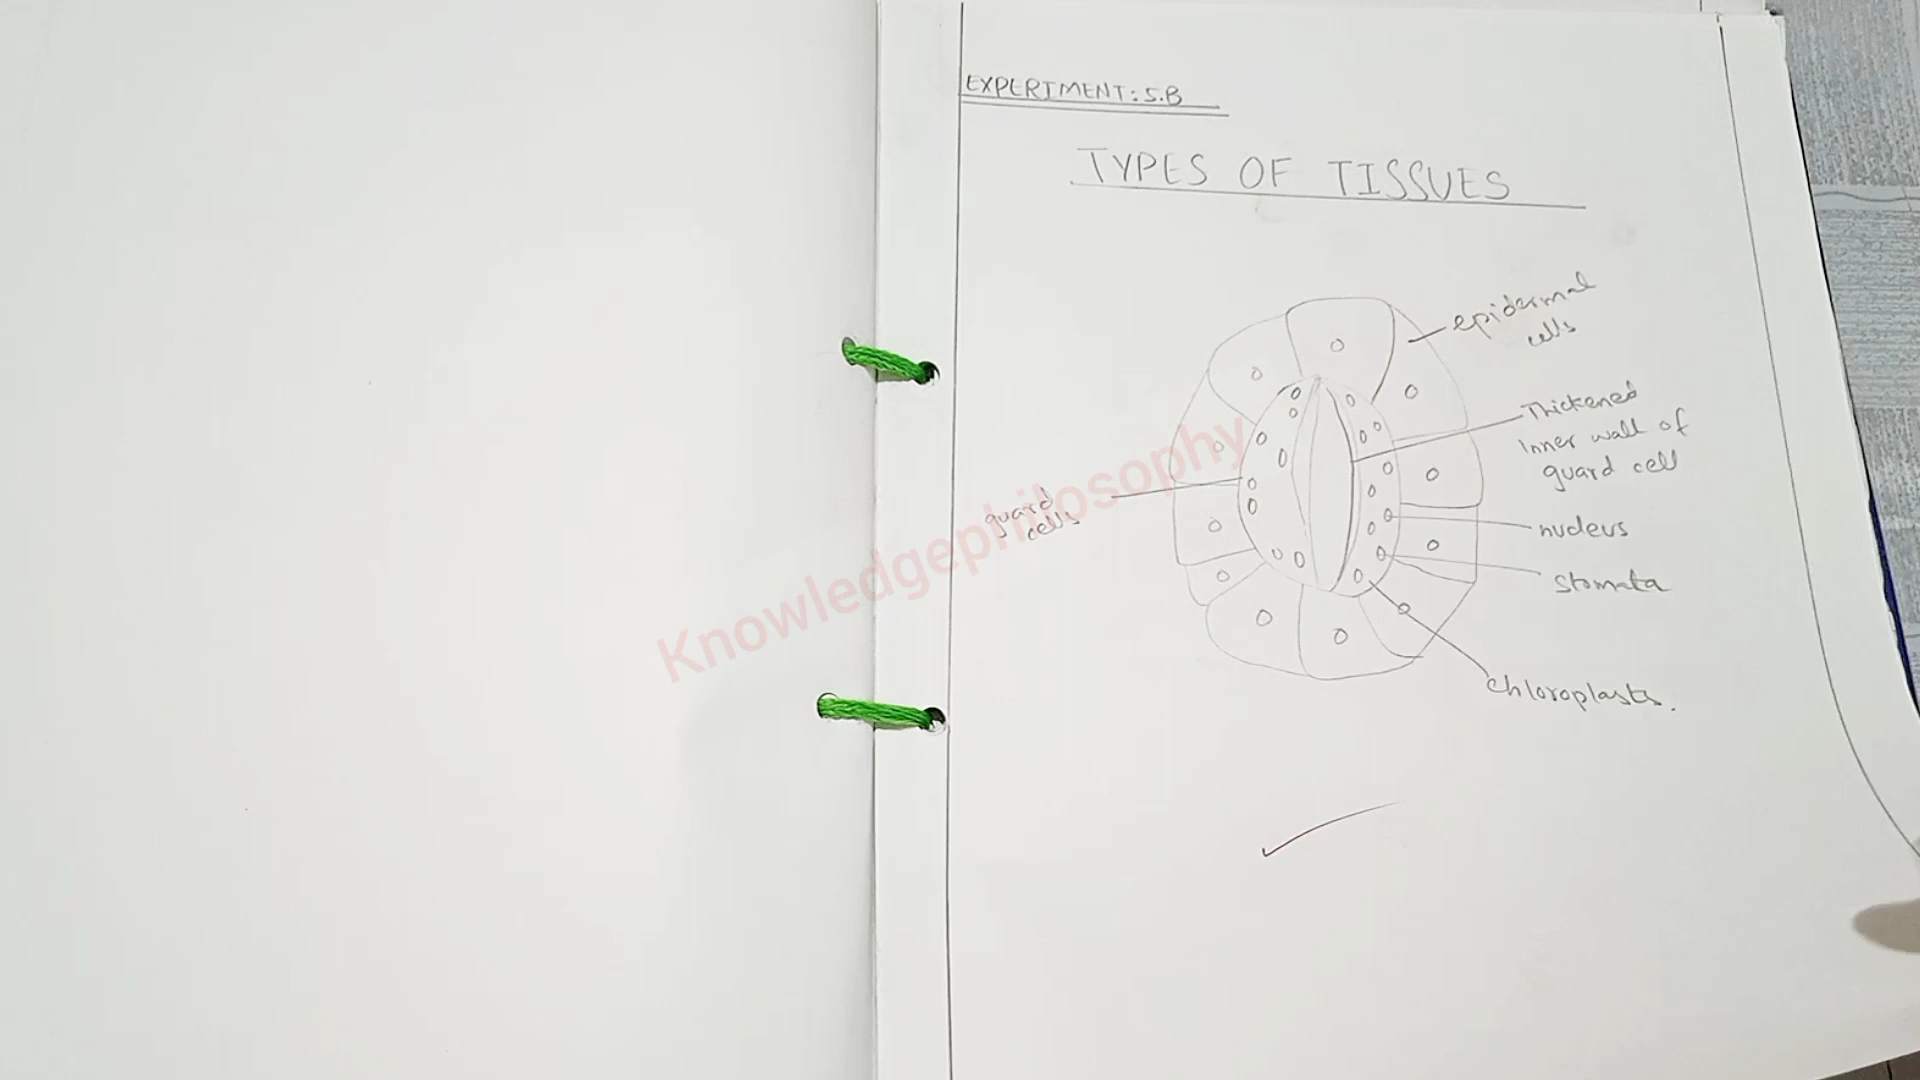 EXPERIMENT: 5.B
TYPES OF TISSUES
epidermal
cells
Thickened
inner wall of
guard cell
guard
cells
nucleus
stomata
chloroplasts.
Knowledgephilosophy